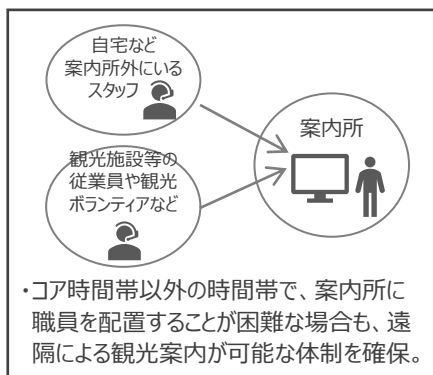 自宅など
案内所外にいる
スタッフ
案内所
観光施設等の
従業員や観光
ボランティアなど
・コア時間帯以外の時間帯で、案内所に
職員を配置することが困難な場合も、遠
隔による観光案内が可能な体制を確保。